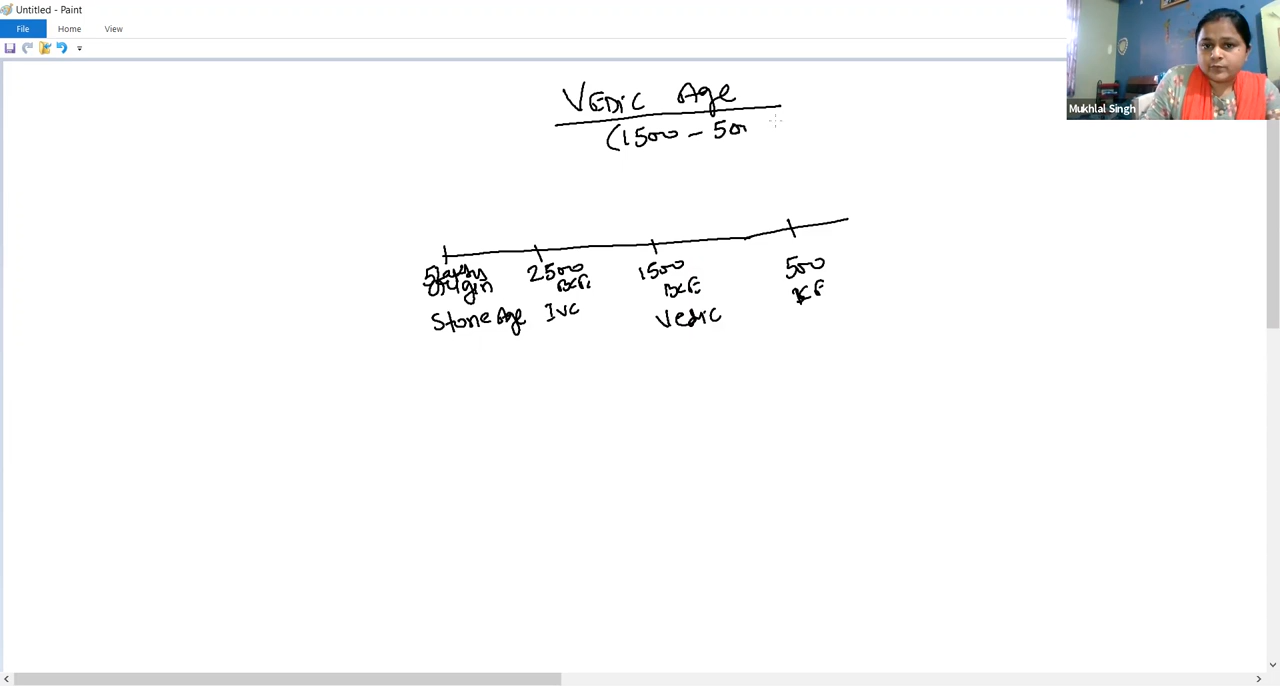 Untitled - Paint
File Home View
Mukhlal Singh
VEDIC Age
(1500 - 500
origin 2500 1500 500
BCE BCE BCE
Stone Age IVC Vedic